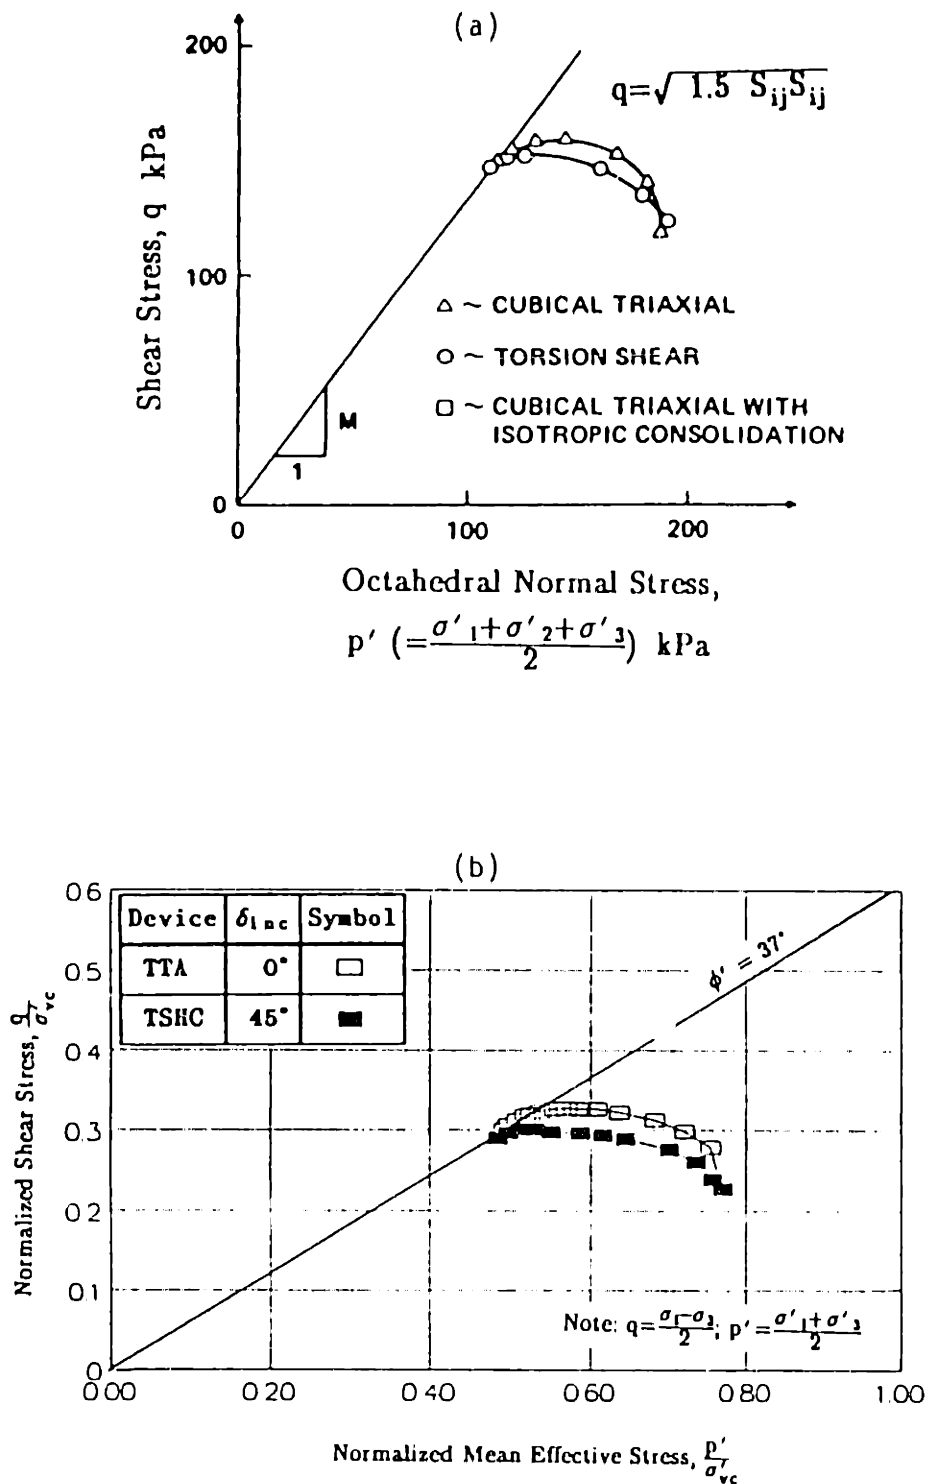 (a)
200
q=√1.5 SᵢⱼSᵢⱼ
Shear Stress, q kPa
100
△ ~ CUBICAL TRIAXIAL
○ ~ TORSION SHEAR
□ ~ CUBICAL TRIAXIAL WITH
ISOTROPIC CONSOLIDATION
M
1
0
0 100 200
Octahedral Normal Stress,
p′ (=(σ′₁+σ′₂+σ′₃)/2) kPa
(b)
0.6
Device δinc Symbol
TTA 0° □
TSHC 45° ■
ϕ′ = 37°
0.5
0.4
0.3
0.2
0.1
0
Normalized Shear Stress, q/σ′vc
Note: q=(σ₁-σ₃)/2; p′=(σ′₁+σ′₃)/2
0.00 0.20 0.40 0.60 0.80 1.00
Normalized Mean Effective Stress, p′/σ′vc